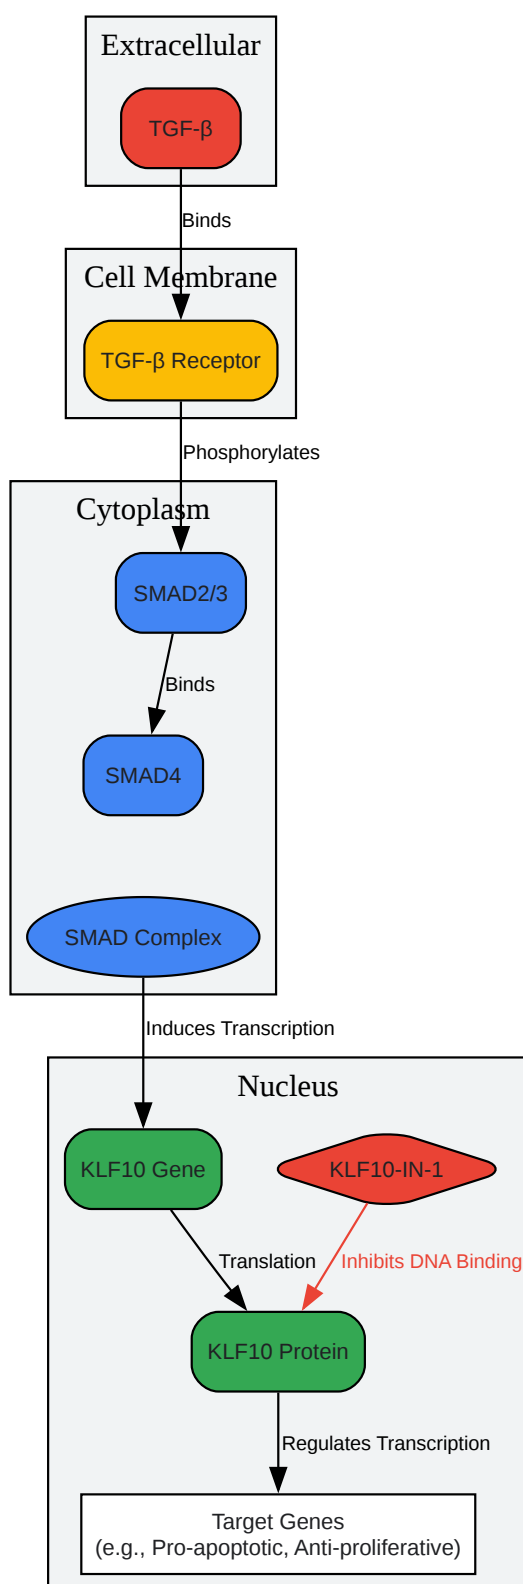 Extracellular
TGF-β
Binds
Cell Membrane
TGF-β Receptor
Phosphorylates
Cytoplasm
SMAD2/3
Binds
SMAD4
SMAD Complex
Induces Transcription
Nucleus
KLF10 Gene
KLF10-IN-1
Translation
Inhibits DNA Binding
KLF10 Protein
Regulates Transcription
Target Genes
(e.g., Pro-apoptotic, Anti-proliferative)